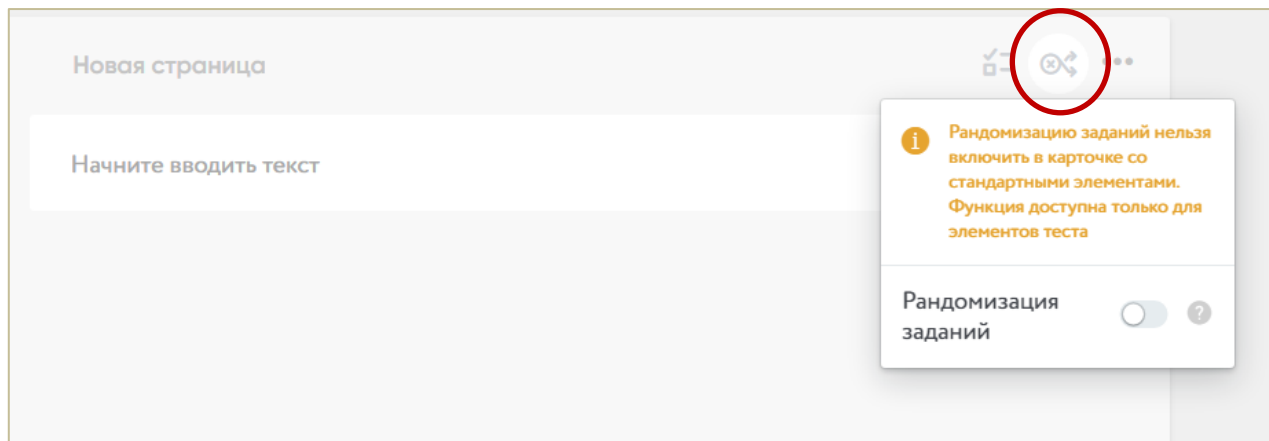 Новая страница
Начните вводить текст
Рандомизацию заданий нельзя
включить в карточке со
стандартными элементами.
Функция доступна только для
элементов теста
Рандомизация
заданий